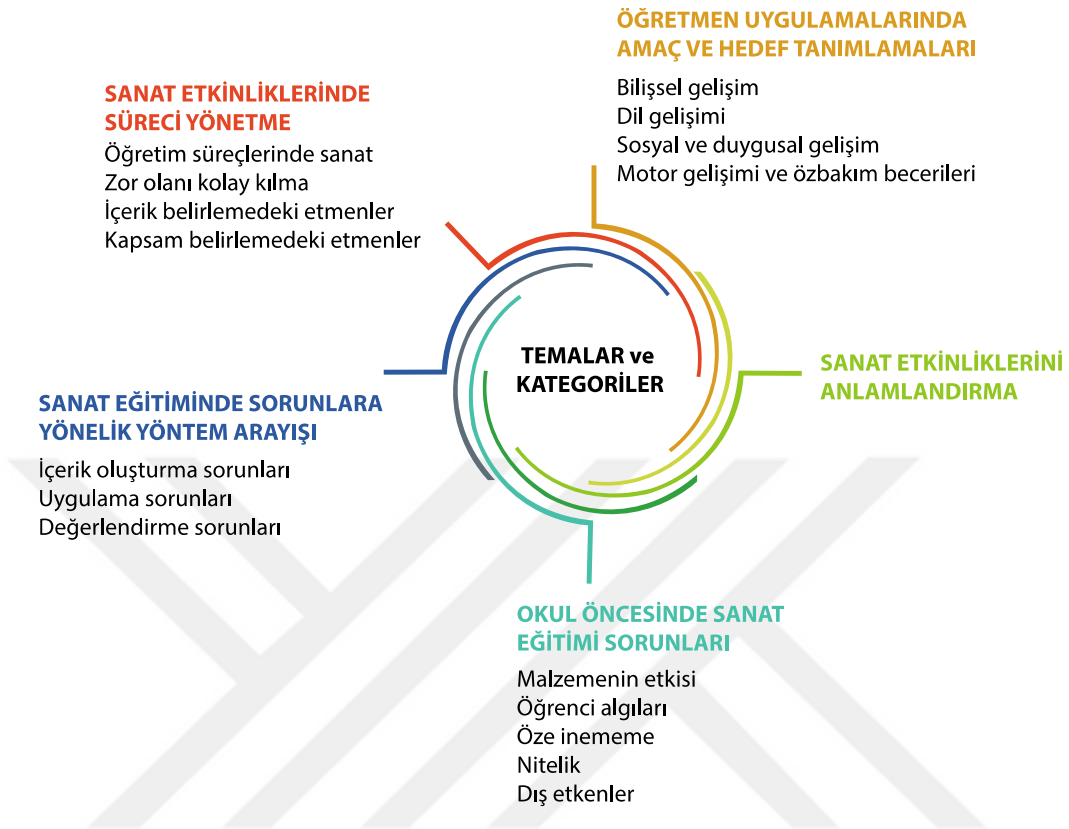 ÖĞRETMEN UYGULAMALARINDA
AMAÇ VE HEDEF TANIMLAMALARI
Bilişsel gelişim
Dil gelişimi
Sosyal ve duygusal gelişim
Motor gelişimi ve özbakım becerileri
SANAT ETKİNLİKLERİNDE
SÜRECİ YÖNETME
Öğretim süreçlerinde sanat
Zor olanı kolay kılma
İçerik belirlemedeki etmenler
Kapsam belirlemedeki etmenler
TEMALAR ve
KATEGORİLER
SANAT ETKİNLİKLERİNİ
ANLAMLANDIRMA
SANAT EĞİTİMİNDE SORUNLARA
YÖNELİK YÖNTEM ARAYIŞI
İçerik oluşturma sorunları
Uygulama sorunları
Değerlendirme sorunları
OKUL ÖNCESİNDE SANAT
EĞİTİMİ SORUNLARI
Malzemenin etkisi
Öğrenci algıları
Öze inememe
Nitelik
Dış etkenler